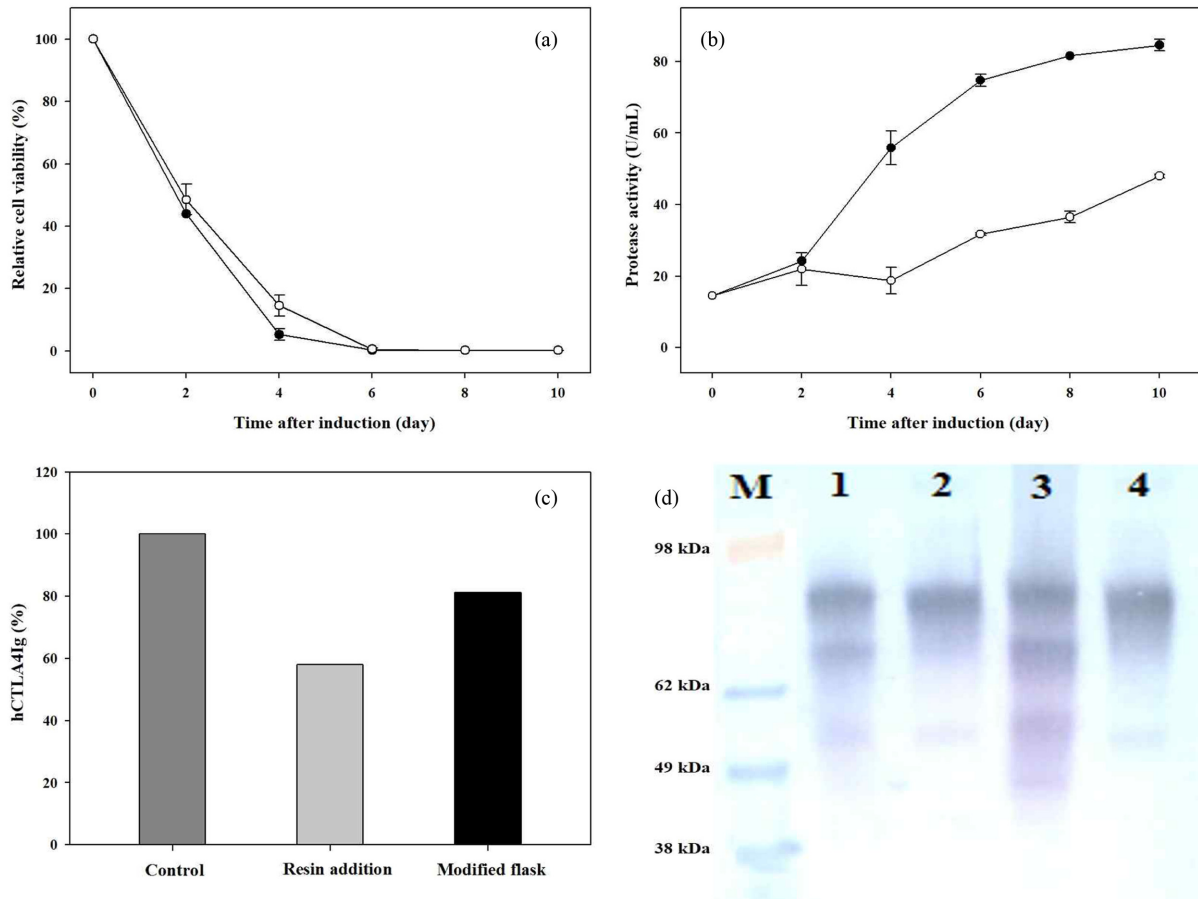 (a)
Relative cell viability (%)
100
80
60
40
20
0
0 2 4 6 8 10
Time after induction (day)
(b)
Protease activity (U/mL)
80
60
40
20
0
0 2 4 6 8 10
Time after induction (day)
(c)
hCTLA4Ig (%)
120
100
80
60
40
20
0
Control Resin addition Modified flask
(d)
M 1 2 3 4
98 kDa
62 kDa
49 kDa
38 kDa